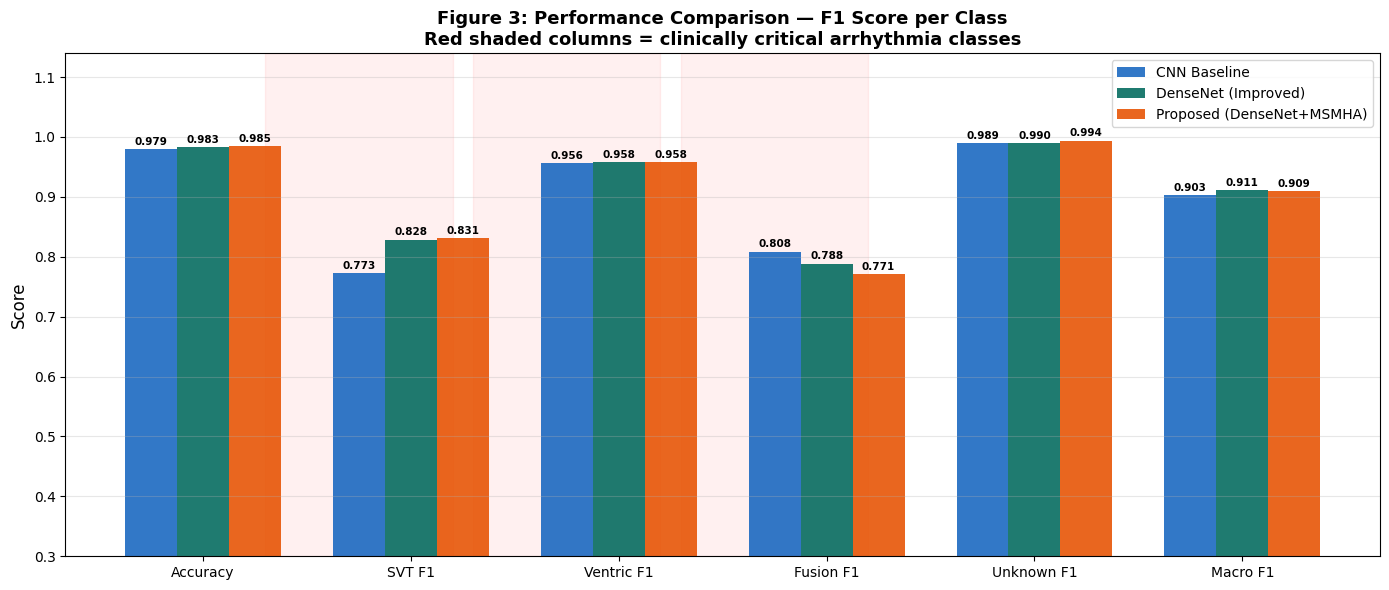 Figure 3: Performance Comparison — F1 Score per Class
Red shaded columns = clinically critical arrhythmia classes
CNN Baseline
DenseNet (Improved)
Proposed (DenseNet+MSMHA)
Score
1.1
1.0
0.9
0.8
0.7
0.6
0.5
0.4
0.3
0.979 0.983 0.985
0.773 0.828 0.831
0.956 0.958 0.958
0.808 0.788 0.771
0.989 0.990 0.994
0.903 0.911 0.909
Accuracy SVT F1 Ventric F1 Fusion F1 Unknown F1 Macro F1